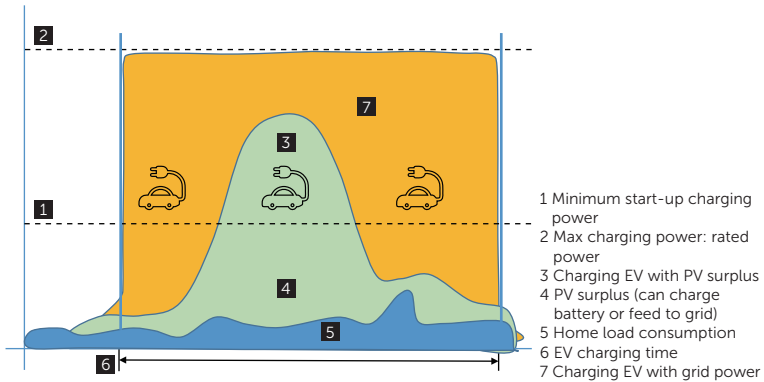 2
7
3
1
4
5
6
1 Minimum start-up charging
power
2 Max charging power: rated
power
3 Charging EV with PV surplus
4 PV surplus (can charge
battery or feed to grid)
5 Home load consumption
6 EV charging time
7 Charging EV with grid power